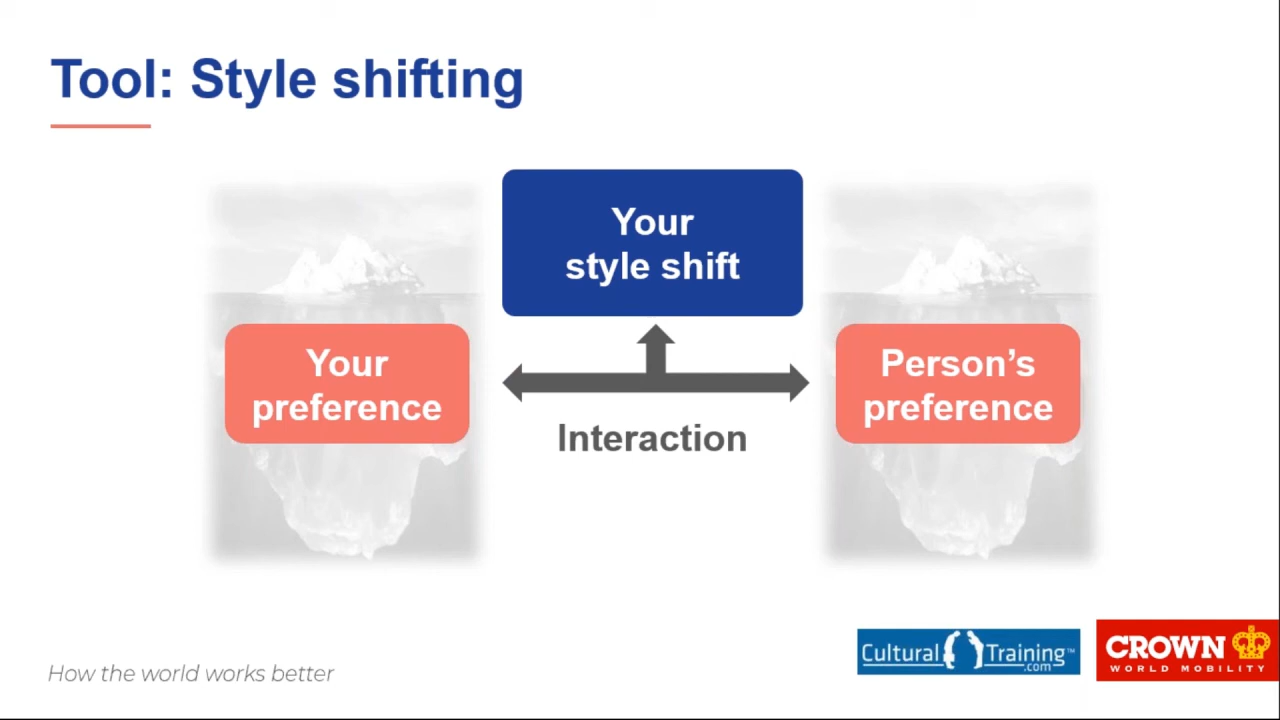 Tool: Style shifting
Your
style shift
Your
preference
Person’s
preference
Interaction
How the world works better
Cultural Training™
.com
CROWN
WORLD MOBILITY